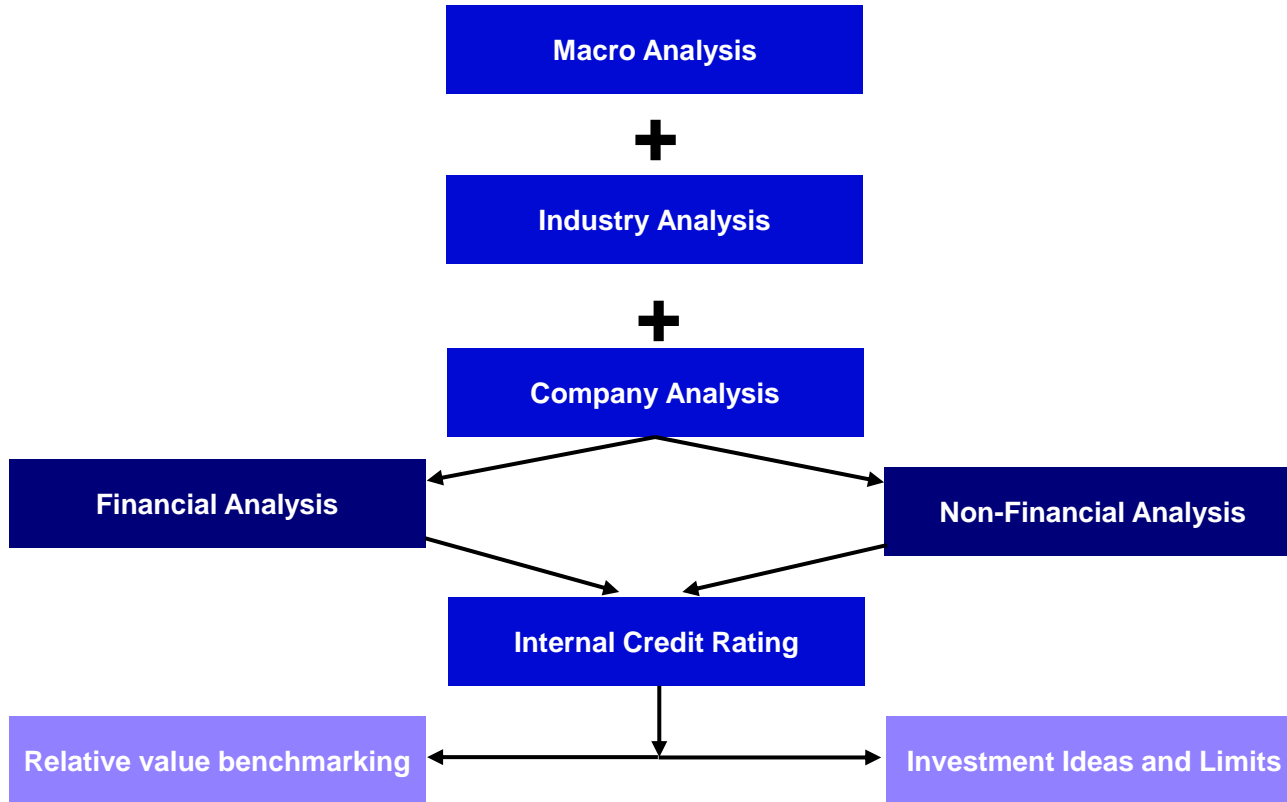 Macro Analysis
+
Industry Analysis
+
Company Analysis
Financial Analysis
Non-Financial Analysis
Internal Credit Rating
Relative value benchmarking
Investment Ideas and Limits